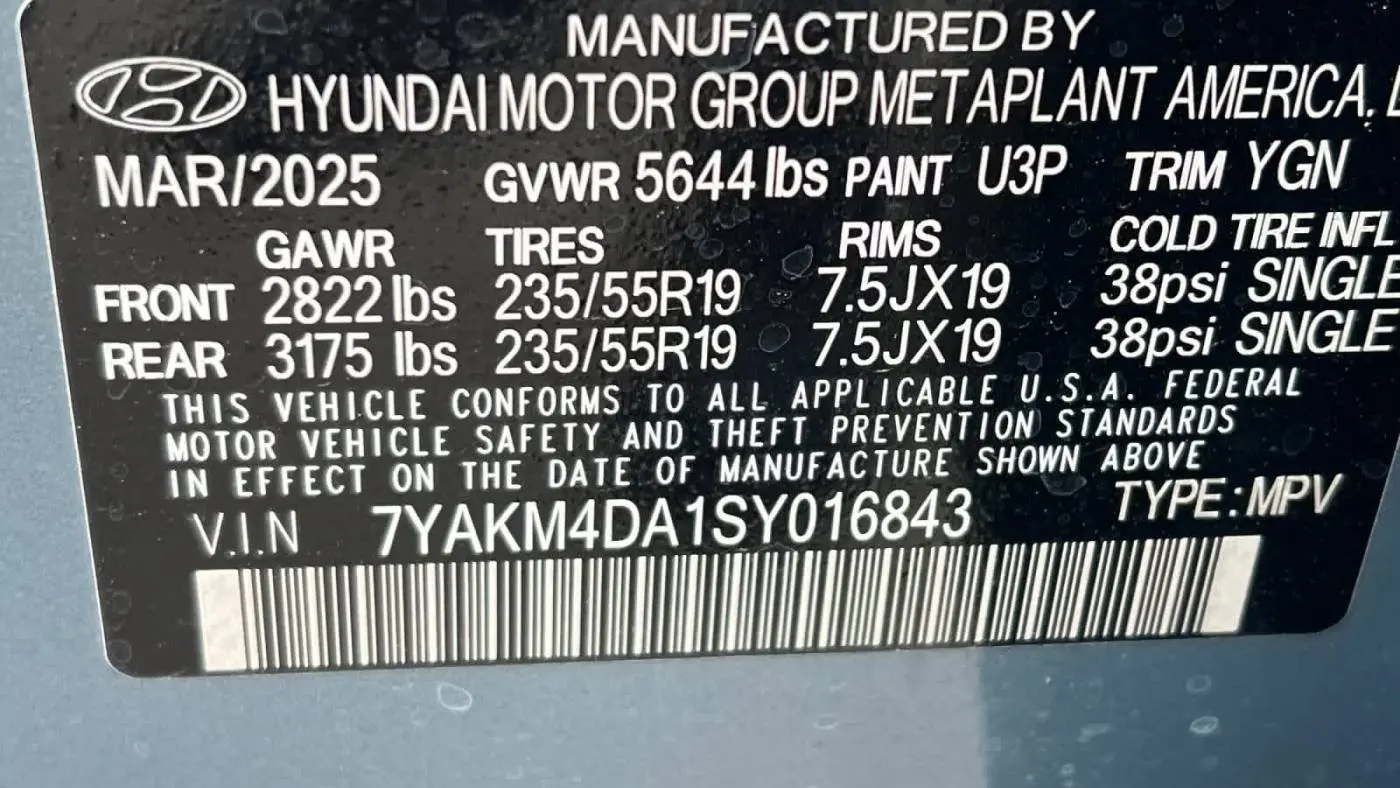 MANUFACTURED BY
HYUNDAI MOTOR GROUP METAPLANT AMERICA,
MAR/2025 GVWR 5644 lbs PAINT U3P TRIM YGN
GAWR TIRES RIMS COLD TIRE INFL
FRONT 2822 lbs 235/55R19 7.5JX19 38psi SINGLE
REAR 3175 lbs 235/55R19 7.5JX19 38psi SINGLE
THIS VEHICLE CONFORMS TO ALL APPLICABLE U.S.A. FEDERAL
MOTOR VEHICLE SAFETY AND THEFT PREVENTION STANDARDS
IN EFFECT ON THE DATE OF MANUFACTURE SHOWN ABOVE
V.I.N 7YAKM4DA1SY016843 TYPE:MPV